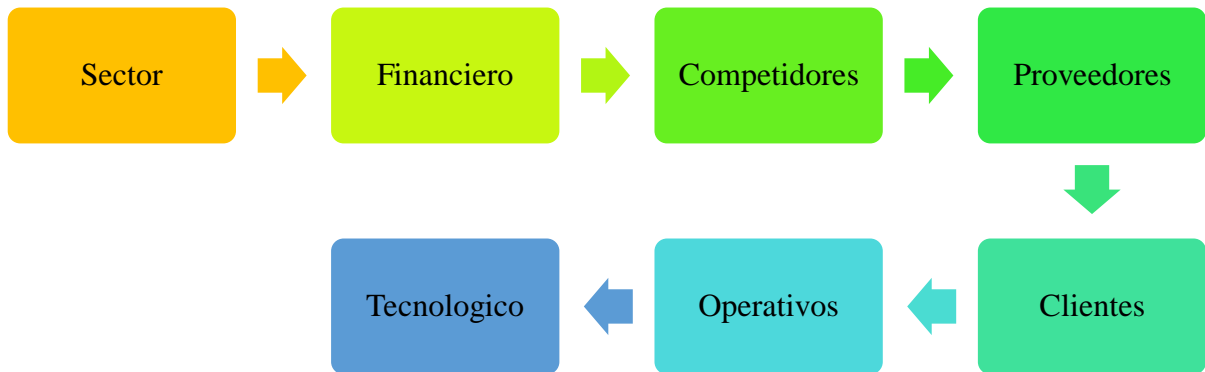 Sector
Financiero
Competidores
Proveedores
Clientes
Operativos
Tecnologico